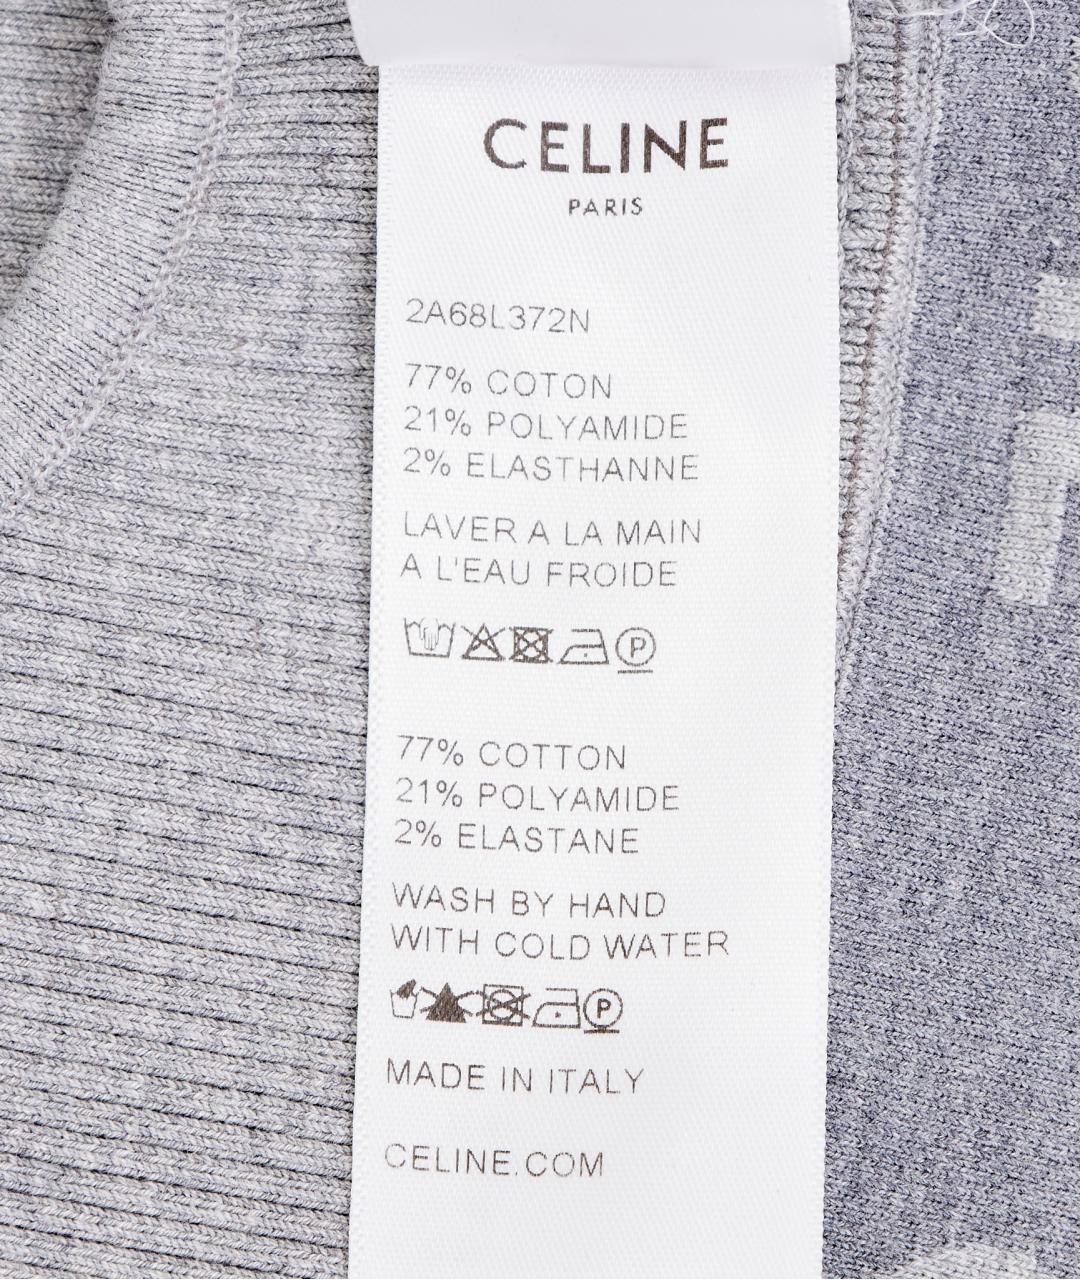 CELINE
PARIS
2A68L372N
77% COTON
21% POLYAMIDE
2% ELASTHANNE
LAVER A LA MAIN
A L'EAU FROIDE
P
77% COTTON
21% POLYAMIDE
2% ELASTANE
WASH BY HAND
WITH COLD WATER
P
MADE IN ITALY
CELINE.COM